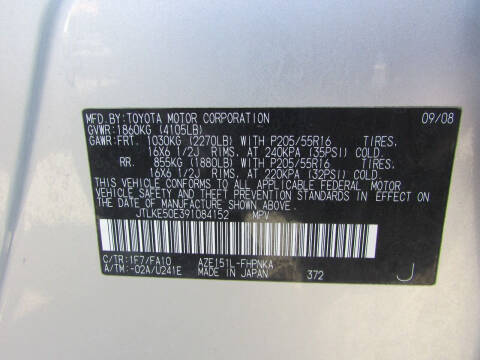 MFD.BY:TOYOTA MOTOR CORPORATION 09/08
GVWR:1860KG (4105LB)
GAWR:FRT. 1030KG (2270LB) WITH P205/55R16 TIRES,
16X6 1/2J RIMS, AT 240KPA (35PSI) COLD.
RR. 855KG (1880LB) WITH P205/55R16 TIRES,
16X6 1/2J RIMS, AT 220KPA (32PSI) COLD.
THIS VEHICLE CONFORMS TO ALL APPLICABLE FEDERAL MOTOR
VEHICLE SAFETY AND THEFT PREVENTION STANDARDS IN EFFECT ON
THE DATE OF MANUFACTURE SHOWN ABOVE.
JTLKE50E391084152 MPV
C/TR:1F7/FA10 AZE151L-FHPNKA
A/TM:-02A/U241E MADE IN JAPAN 372 J